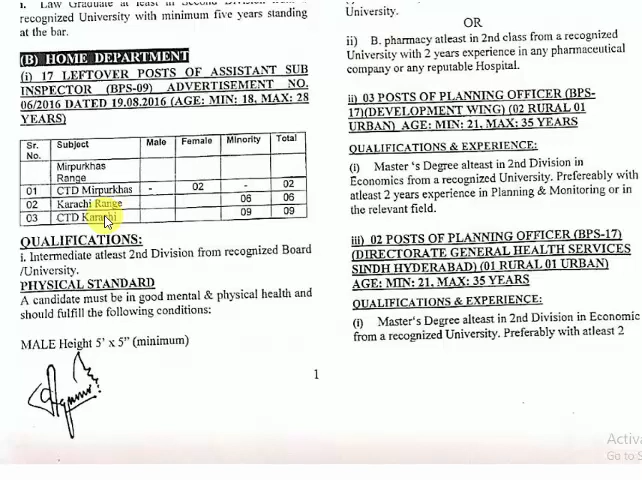 i. Law Graduate at least in Second Division from a
recognized University with minimum five years standing
at the bar.
(B) HOME DEPARTMENT
(i) 17 LEFTOVER POSTS OF ASSISTANT SUB
INSPECTOR (BPS-09) ADVERTISEMENT NO.
06/2016 DATED 19.08.2016 (AGE: MIN: 18, MAX: 28
YEARS)
Sr. No. Subject Male Female Minority Total
Mirpurkhas Range
01 CTD Mirpurkhas - 02 - 02
02 Karachi Range 06 06
03 CTD Karachi 09 09
QUALIFICATIONS:
i. Intermediate atleast 2nd Division from recognized Board
/University.
PHYSICAL STANDARD
A candidate must be in good mental & physical health and
should fulfill the following conditions:
MALE Height 5' x 5" (minimum)
1
University.
OR
ii) B. pharmacy atleast in 2nd class from a recognized
University with 2 years experience in any pharmaceutical
company or any reputable Hospital.
ii) 03 POSTS OF PLANNING OFFICER (BPS-
17)(DEVELOPMENT WING) (02 RURAL 01
URBAN) AGE: MIN: 21, MAX: 35 YEARS
QUALIFICATIONS & EXPERIENCE:
(i) Master 's Degree alteast in 2nd Division in
Economics from a recognized University. Prefereably with
atleast 2 years experience in Planning & Monitoring or in
the relevant field.
iii) 02 POSTS OF PLANNING OFFICER (BPS-17)
(DIRECTORATE GENERAL HEALTH SERVICES
SINDH HYDERABAD) (01 RURAL 01 URBAN)
AGE: MIN: 21, MAX: 35 YEARS
QUALIFICATIONS & EXPERIENCE:
(i) Master's Degree alteast in 2nd Division in Economic
from a recognized University. Preferably with atleast 2
Activa
Go to S